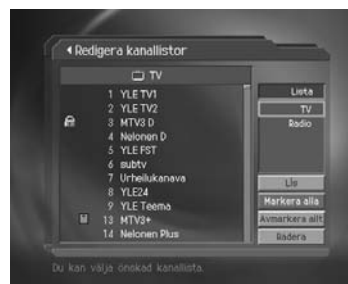 Redigera kanallistor
TV
1 YLE TV1
2 YLE TV2
3 MTV3 D
4 Nelonen D
5 YLE FST
6 subtv
7 Urheilukanava
8 YLE24
9 YLE Teema
13 MTV3+
14 Nelonen Plus
Lista
TV
Radio
Markera alla
Avmarkera allt
Radera
Du kan välja önskad kanallista.